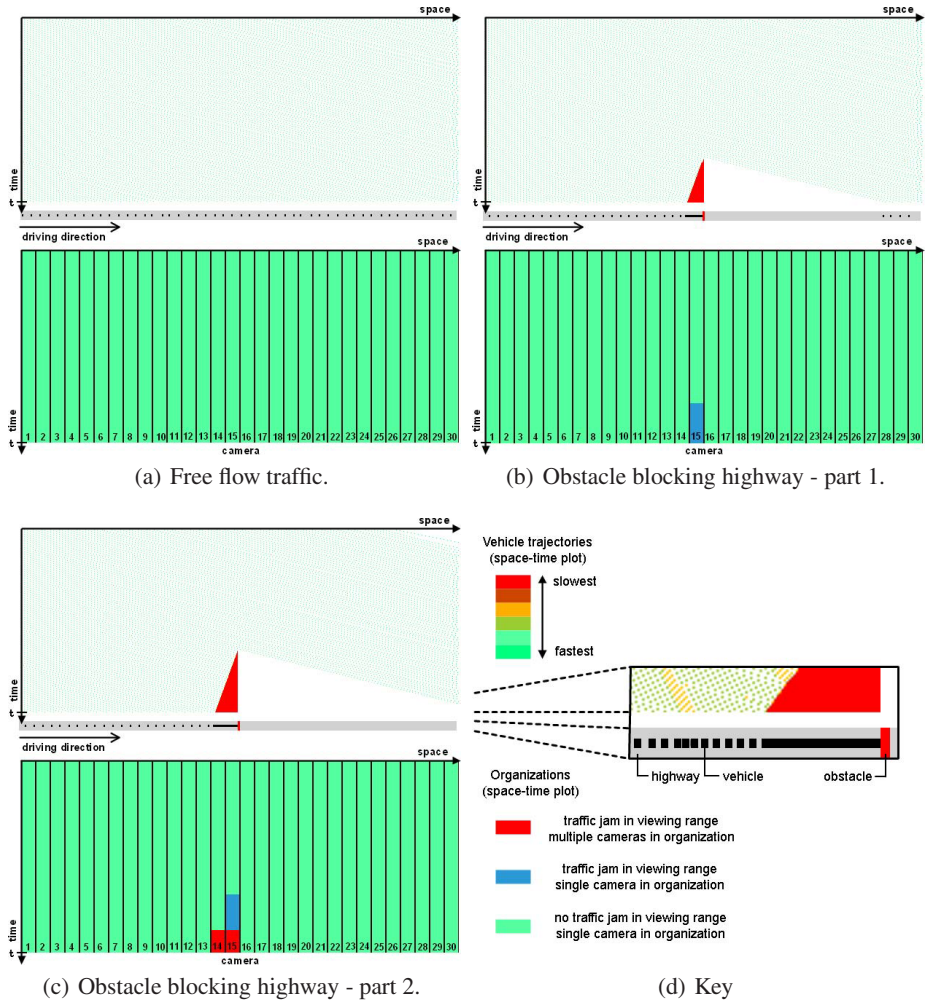 space
time
t
driving direction
space
time
t
1 2 3 4 5 6 7 8 9 10 11 12 13 14 15 16 17 18 19 20 21 22 23 24 25 26 27 28 29 30
camera
(a) Free flow traffic.
space
time
t
driving direction
space
time
t
1 2 3 4 5 6 7 8 9 10 11 12 13 14 15 16 17 18 19 20 21 22 23 24 25 26 27 28 29 30
camera
(b) Obstacle blocking highway - part 1.
space
time
t
driving direction
space
time
t
1 2 3 4 5 6 7 8 9 10 11 12 13 14 15 16 17 18 19 20 21 22 23 24 25 26 27 28 29 30
camera
(c) Obstacle blocking highway - part 2.
Vehicle trajectories
(space-time plot)
slowest
fastest
highway vehicle obstacle
Organizations
(space-time plot)
traffic jam in viewing range
multiple cameras in organization
traffic jam in viewing range
single camera in organization
no traffic jam in viewing range
single camera in organization
(d) Key